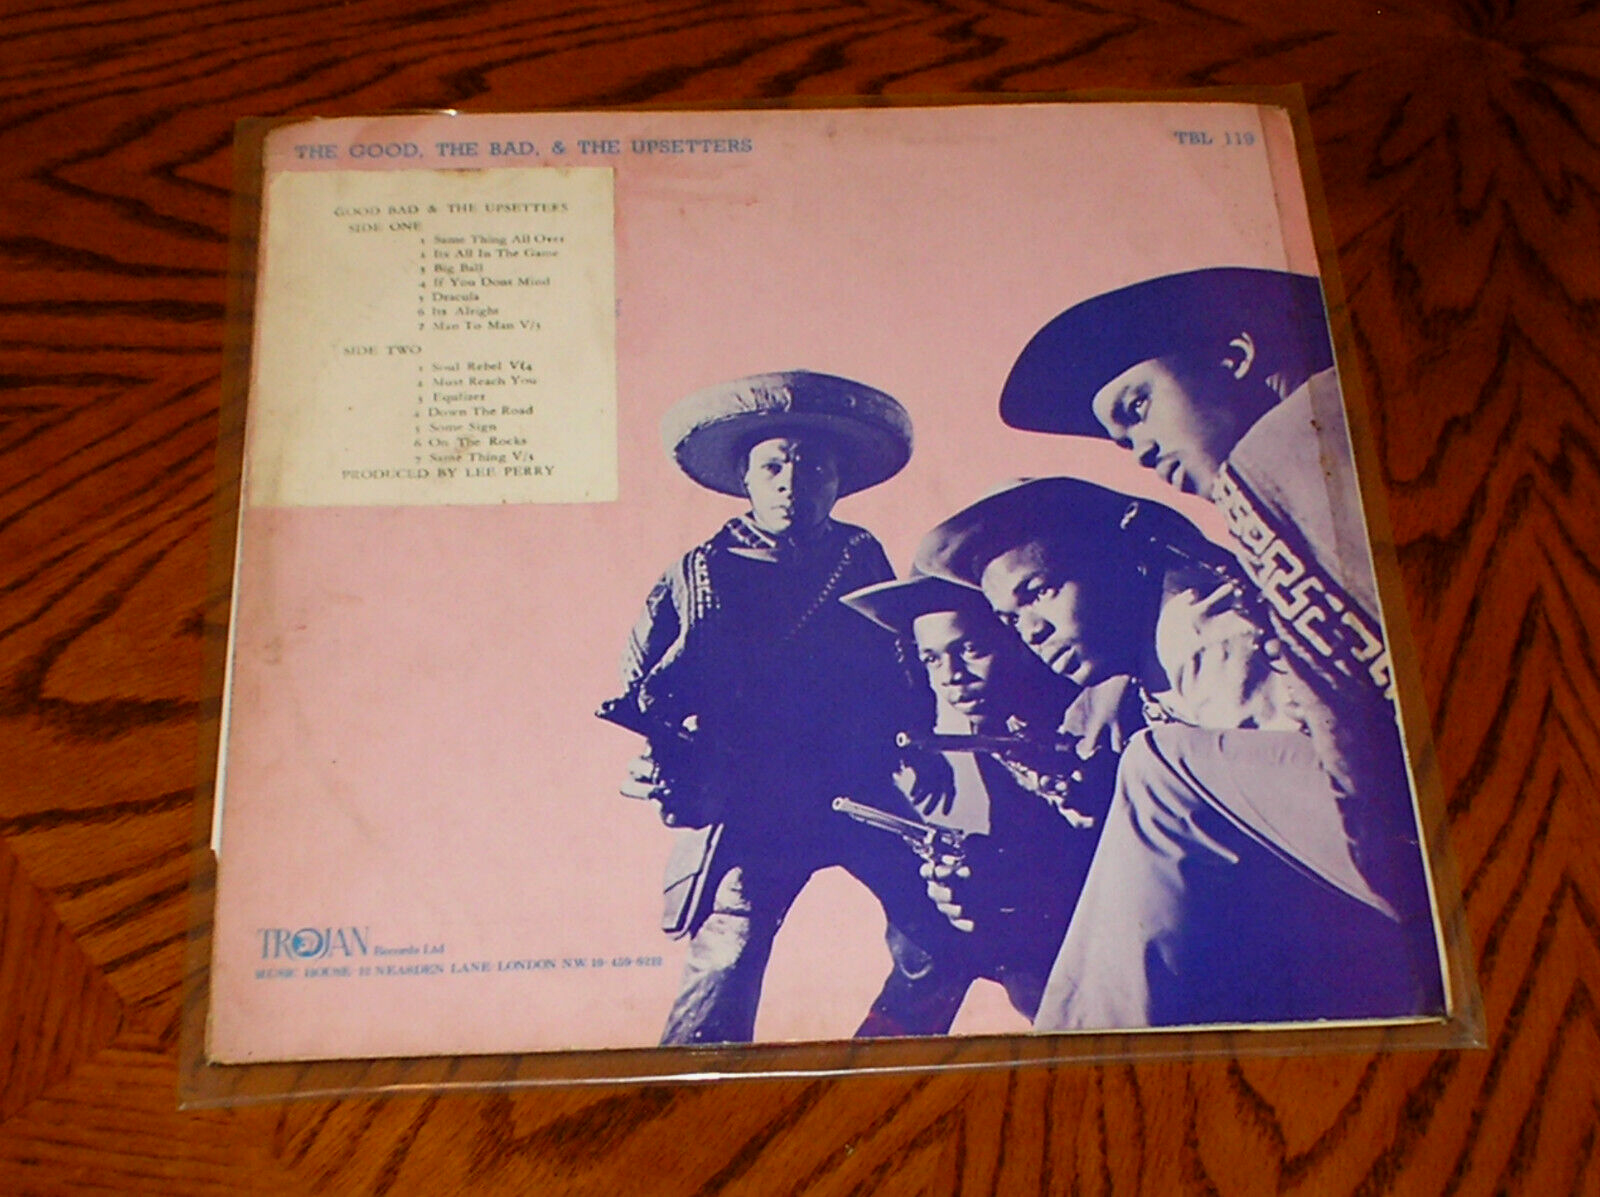 THE GOOD, THE BAD, & THE UPSETTERS
TBL 119
GOOD BAD & THE UPSETTERS
SIDE ONE
1 Same Thing All Over
2 Its All In The Game
3 Big Ball
4 If You Dont Mind
5 Dracula
6 Its Alright
7 Man To Man V/3
SIDE TWO
1 Soul Rebel V/4
2 Must Reach You
3 Equalizer
4 Down The Road
5 Some Sign
6 On The Rocks
7 Same Thing V/4
PRODUCED BY LEE PERRY
TROJAN Records Ltd
MUSIC HOUSE 12 NEASDEN LANE LONDON NW 10-459-8222